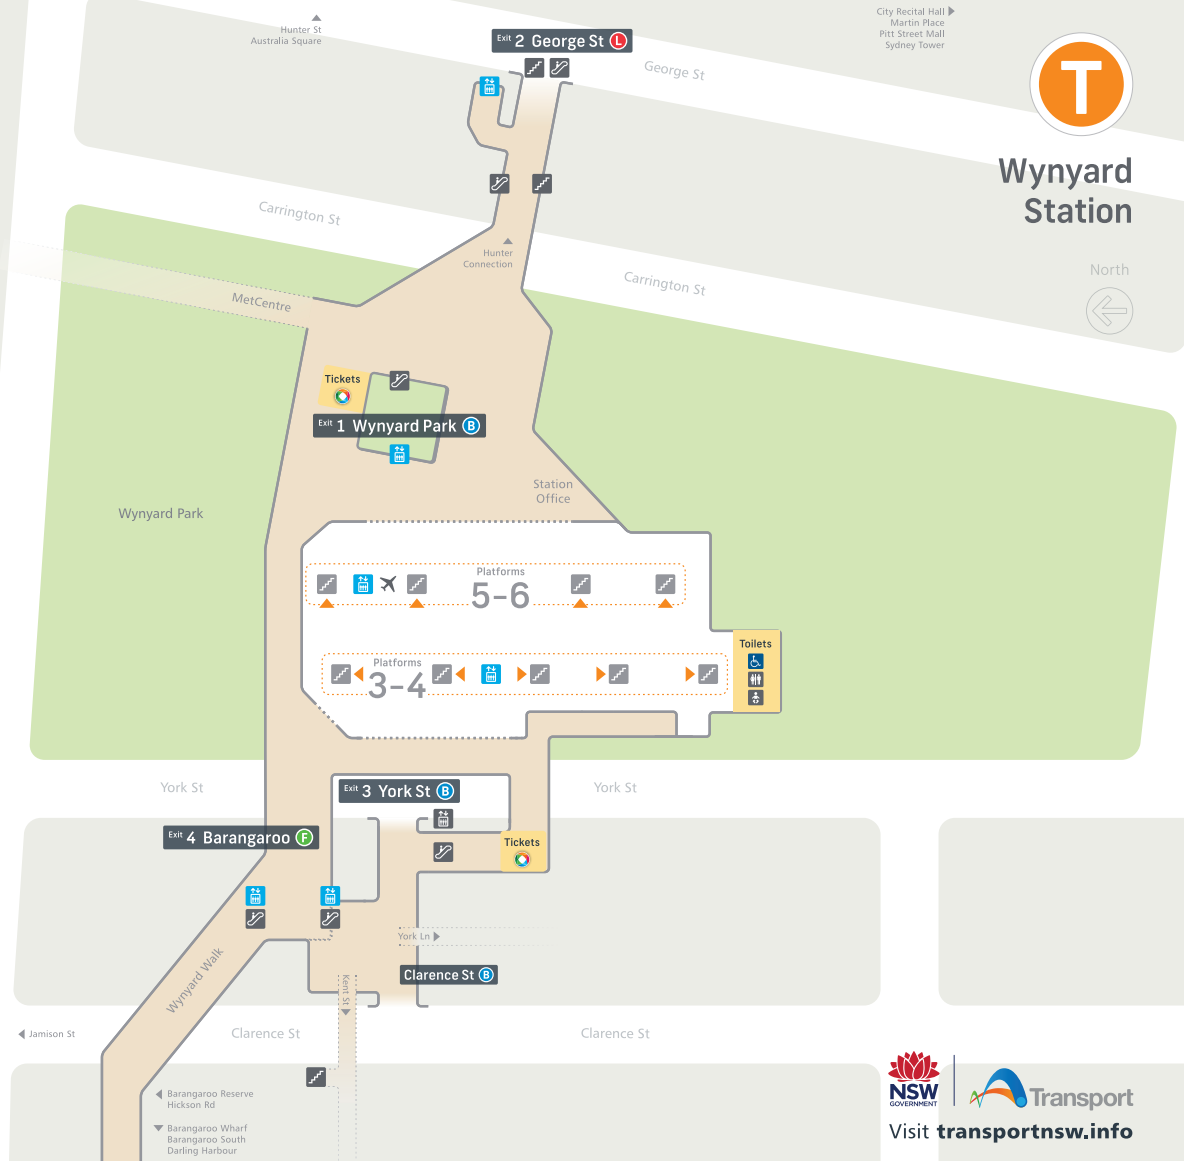 Hunter St
Australia Square
Exit 2 George St L
City Recital Hall
Martin Place
Pitt Street Mall
Sydney Tower
George St
T
Wynyard
Station
Carrington St
Hunter
Connection
Carrington St
North
MetCentre
Tickets
Exit 1 Wynyard Park B
Station
Office
Wynyard Park
Platforms
5-6
Toilets
Platforms
3-4
York St
Exit 3 York St B
York St
Exit 4 Barangaroo F
Tickets
York Ln
Wynyard Walk
Clarence St B
Kent St
Jamison St
Clarence St
Clarence St
Barangaroo Reserve
Hickson Rd
Barangaroo Wharf
Barangaroo South
Darling Harbour
NSW
GOVERNMENT
Transport
Visit transportnsw.info